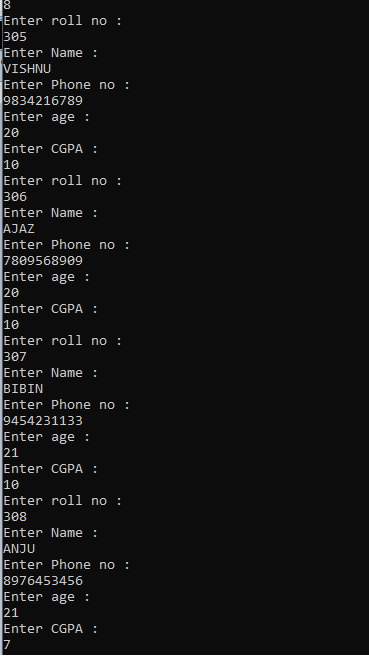 8
Enter roll no :
305
Enter Name :
VISHNU
Enter Phone no :
9834216789
Enter age :
20
Enter CGPA :
10
Enter roll no :
306
Enter Name :
AJAZ
Enter Phone no :
7809568909
Enter age :
20
Enter CGPA :
10
Enter roll no :
307
Enter Name :
BIBIN
Enter Phone no :
9454231133
Enter age :
21
Enter CGPA :
10
Enter roll no :
308
Enter Name :
ANJU
Enter Phone no :
8976453456
Enter age :
21
Enter CGPA :
7